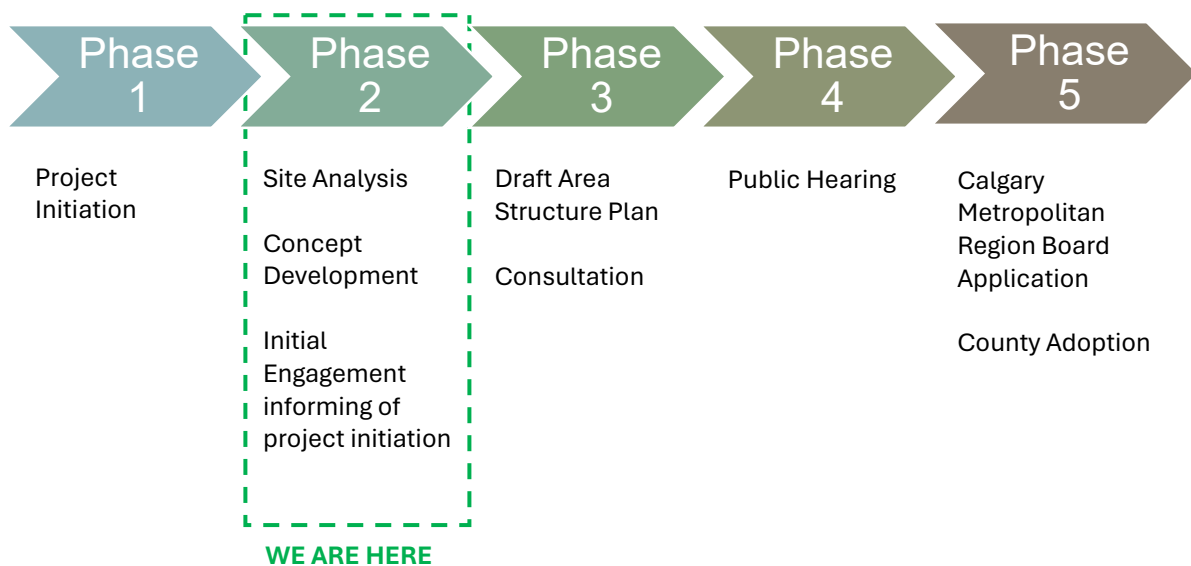 Phase
1
Phase
2
Phase
3
Phase
4
Phase
5
Project
Initiation
Site Analysis
Concept
Development
Initial
Engagement
informing of
project initiation
Draft Area
Structure Plan
Consultation
Public Hearing
Calgary
Metropolitan
Region Board
Application
County Adoption
WE ARE HERE